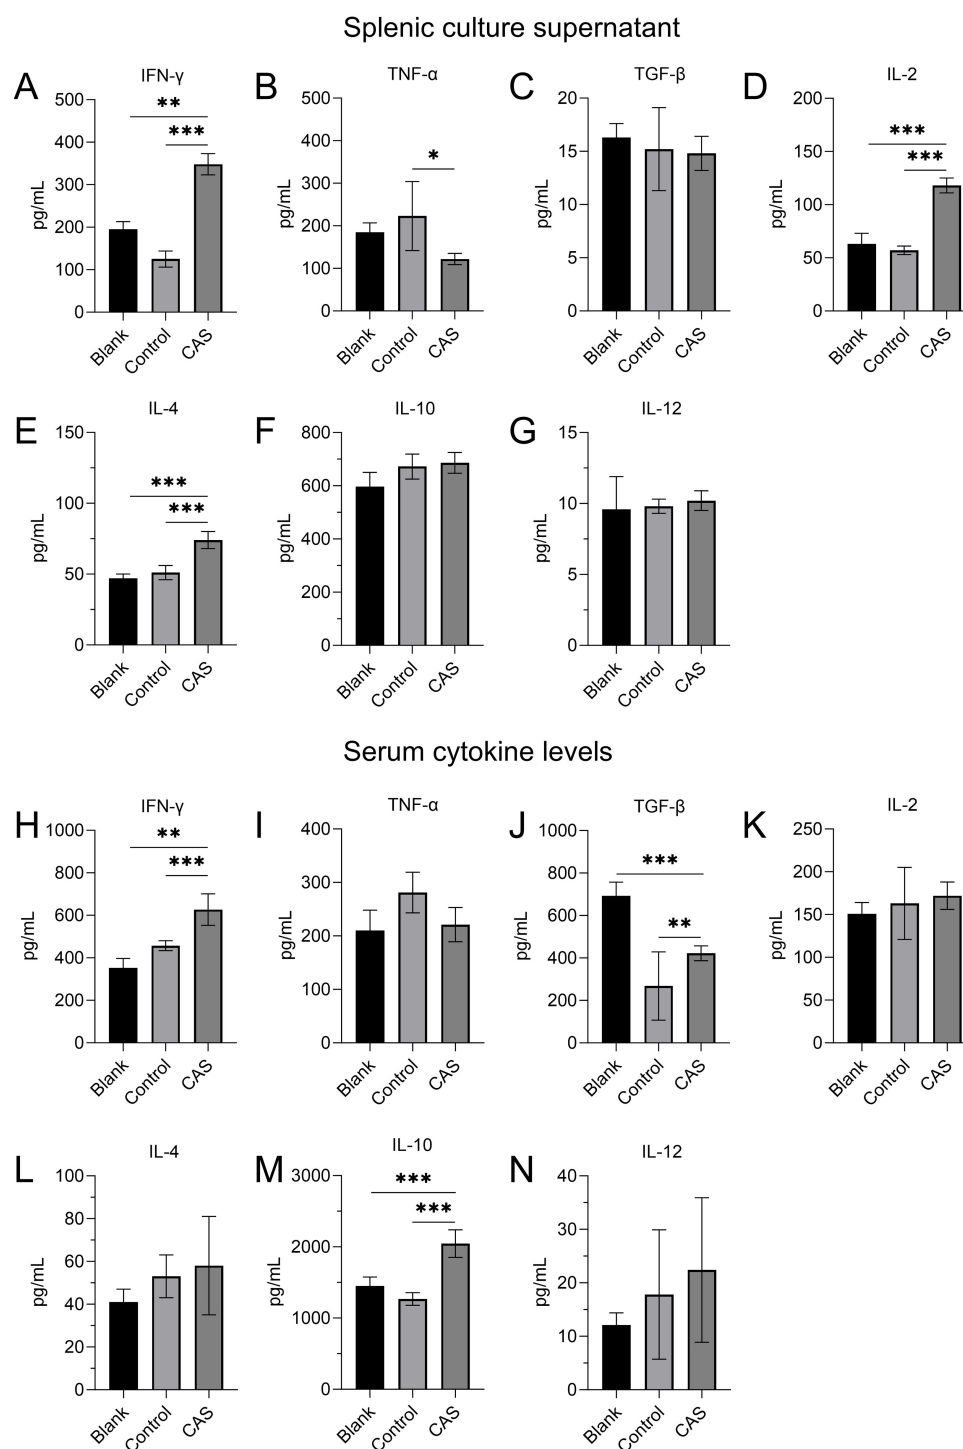 Splenic culture supernatant
A
IFN-γ
pg/mL
500
400
300
200
100
0
**
***
Blank
Control
CAS
B
TNF-α
pg/mL
500
400
300
200
100
0
*
Blank
Control
CAS
C
TGF-β
pg/mL
20
15
10
5
0
Blank
Control
CAS
D
IL-2
pg/mL
200
150
100
50
0
***
***
Blank
Control
CAS
E
IL-4
pg/mL
150
100
50
0
***
***
Blank
Control
CAS
F
IL-10
pg/mL
800
600
400
200
0
Blank
Control
CAS
G
IL-12
pg/mL
15
10
5
0
Blank
Control
CAS
Serum cytokine levels
H
IFN-γ
pg/mL
1000
800
600
400
200
0
**
***
Blank
Control
CAS
I
TNF-α
pg/mL
400
300
200
100
0
Blank
Control
CAS
J
TGF-β
pg/mL
1000
800
600
400
200
0
***
**
Blank
Control
CAS
K
IL-2
pg/mL
250
200
150
100
50
0
Blank
Control
CAS
L
IL-4
pg/mL
100
80
60
40
20
0
Blank
Control
CAS
M
IL-10
pg/mL
3000
2000
1000
0
***
***
Blank
Control
CAS
N
IL-12
pg/mL
40
30
20
10
0
Blank
Control
CAS